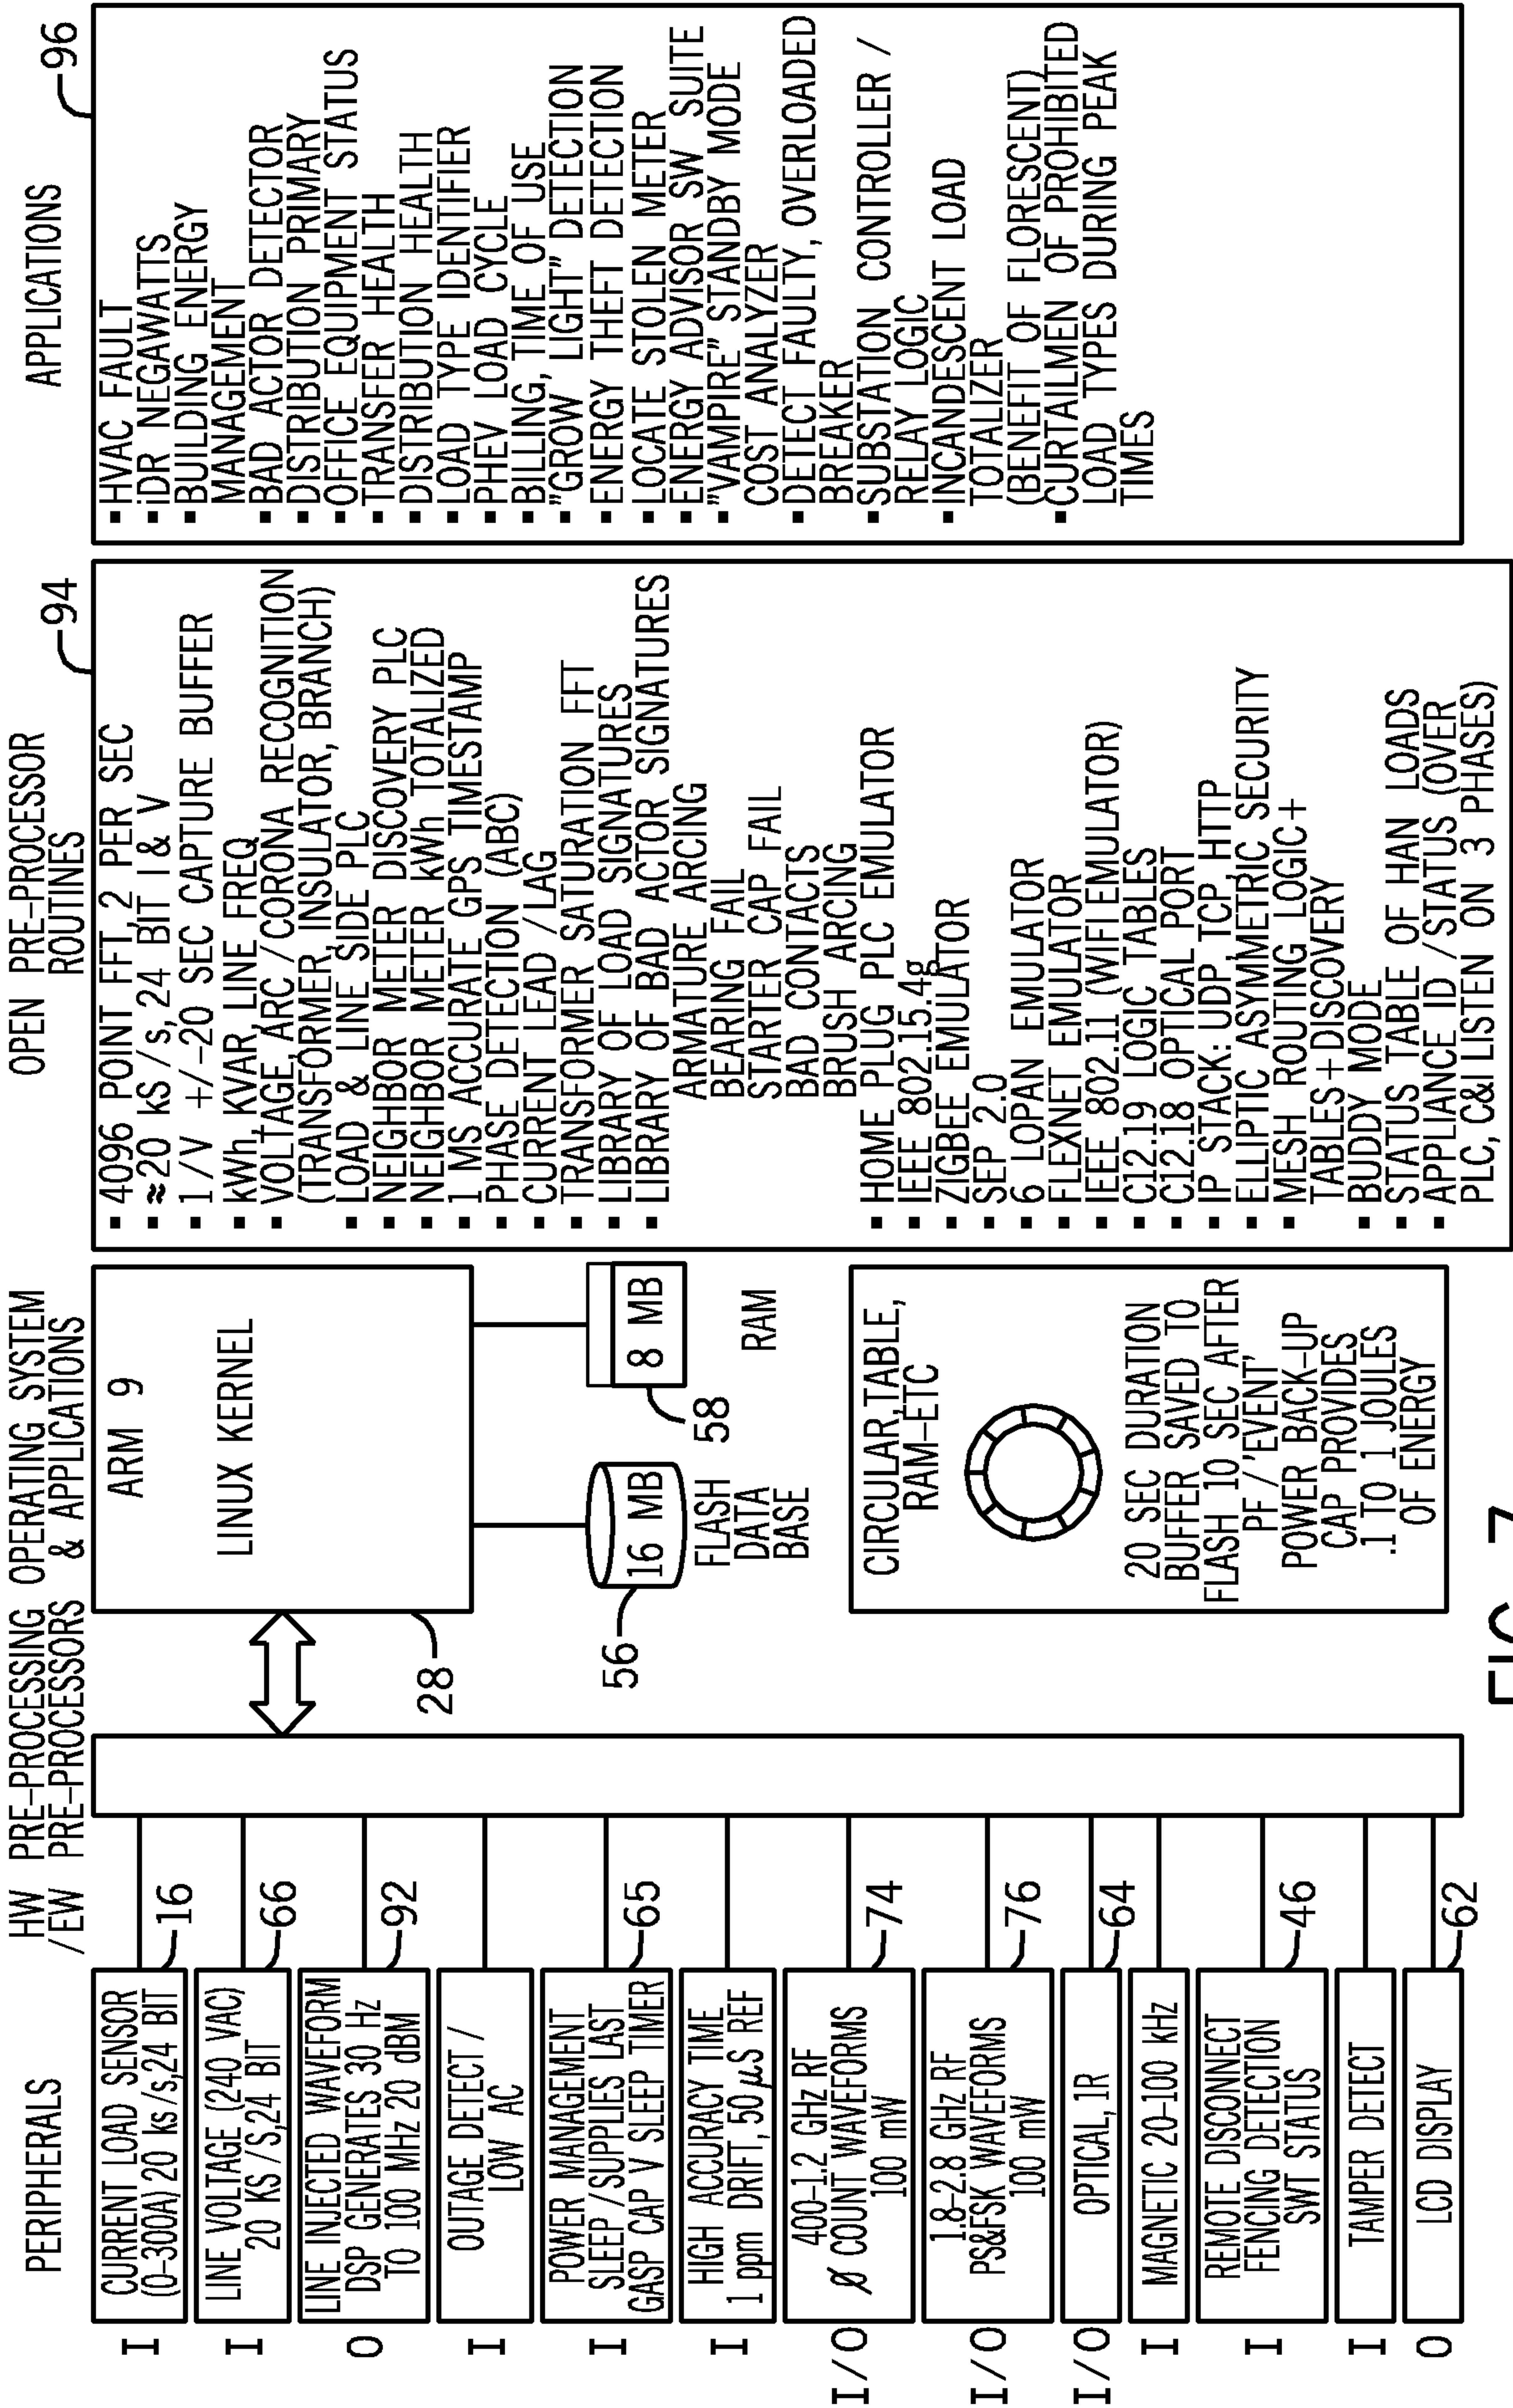 PERIPHERALS
HW PRE-PROCESSING OPERATING SYSTEM
/EW PRE-PROCESSORS & APPLICATIONS
OPEN PRE-PROCESSOR
ROUTINES
APPLICATIONS
I
CURRENT LOAD SENSOR
(0-300A) 20 ks/s,24 BIT
16
I
LINE VOLTAGE (240 VAC)
20 KS/S,24 BIT
66
O
LINE INJECTED WAVEFORM
DSP GENERATES 30 Hz
TO 100 MHz 20 dBM
92
I
OUTAGE DETECT /
LOW AC
I
POWER MANAGEMENT
SLEEP/SUPPLIES LAST
GASP CAP V SLEEP TIMER
65
I
HIGH ACCURACY TIME
1 ppm DRIFT, 50 µS REF
I/O
400-1.2 GHz RF
Ø COUNT WAVEFORMS
100 mW
74
I/O
1.8-2.8 GHz RF
PS&FSK WAVEFORMS
100 mW
76
I/O
OPTICAL, 1R
64
I
MAGNETIC 20-100 kHz
I
REMOTE DISCONNECT
FENCING DETECTION
SWT STATUS
46
I
TAMPER DETECT
O
LCD DISPLAY
62
ARM 9
LINUX KERNEL
28
16 MB
56
FLASH
DATA
BASE
8 MB
58
RAM
CIRCULAR,TABLE,
RAM-ETC
20 SEC DURATION
BUFFER SAVED TO
FLASH 10 SEC AFTER
PF/'EVENT,'
POWER BACK-UP
CAP PROVIDES
.1 TO 1 JOULES
OF ENERGY
94
▪ 4096 POINT FFT, 2 PER SEC
▪ ≈20 kS/s, 24 BIT I & V
▪ 1/V +/-20 SEC CAPTURE BUFFER
▪ kWh, KVAR, LINE FREQ
▪ VOLTAGE, ARC/CORONA RECOGNITION
(TRANSFORMER, INSULATOR, BRANCH)
▪ LOAD & LINE SIDE PLC
▪ NEIGHBOR METER DISCOVERY PLC
▪ NEIGHBOR METER kWh TOTALIZED
▪ 1 MS ACCURATE GPS TIMESTAMP
▪ PHASE DETECTION (ABC)
▪ CURRENT LEAD/LAG
▪ TRANSFORMER SATURATION FFT
▪ LIBRARY OF LOAD SIGNATURES
▪ LIBRARY OF BAD ACTOR SIGNATURES
ARMATURE ARCING
BEARING FAIL
STARTER CAP FAIL
BAD CONTACTS
BRUSH ARCING
▪ HOME PLUG PLC EMULATOR
▪ IEEE 802.15.4g
▪ ZIGBEE EMULATOR
▪ SEP 2.0
▪ 6 LOPAN EMULATOR
▪ FLEXNET EMULATOR
▪ IEEE 802.11 (WIFI EMULATOR)
▪ C12.19 LOGIC TABLES
▪ C12.18 OPTICAL PORT
▪ IP STACK: UDP, TCP, HTTP
▪ ELLIPTIC ASYMMETRIC SECURITY
▪ MESH ROUTING LOGIC+
TABLES+DISCOVERY
▪ BUDDY MODE
▪ STATUS TABLE OF HAN LOADS
▪ APPLIANCE ID/STATUS (OVER
PLC, C&I LISTEN ON 3 PHASES)
96
▪ HVAC FAULT
▪ iDR NEGAWATTS
▪ BUILDING ENERGY
MANAGEMENT
▪ BAD ACTOR DETECTOR
▪ DISTRIBUTION PRIMARY
▪ OFFICE EQUIPMENT STATUS
▪ TRANSFER HEALTH
▪ DISTRIBUTION HEALTH
▪ LOAD TYPE IDENTIFIER
▪ PHEV LOAD CYCLE
▪ BILLING, TIME OF USE
▪ "GROW LIGHT" DETECTION
▪ ENERGY THEFT DETECTION
▪ LOCATE STOLEN METER
▪ ENERGY ADVISOR SW SUITE
▪ "VAMPIRE" STANDBY MODE
COST ANALYZER
▪ DETECT FAULTY, OVERLOADED
BREAKER
▪ SUBSTATION CONTROLLER /
RELAY LOGIC
▪ INCANDESCENT LOAD
TOTALIZER
(BENEFIT OF FLORESCENT)
▪ CURTAILMEN OF PROHIBITED
LOAD TYPES DURING PEAK
TIMES